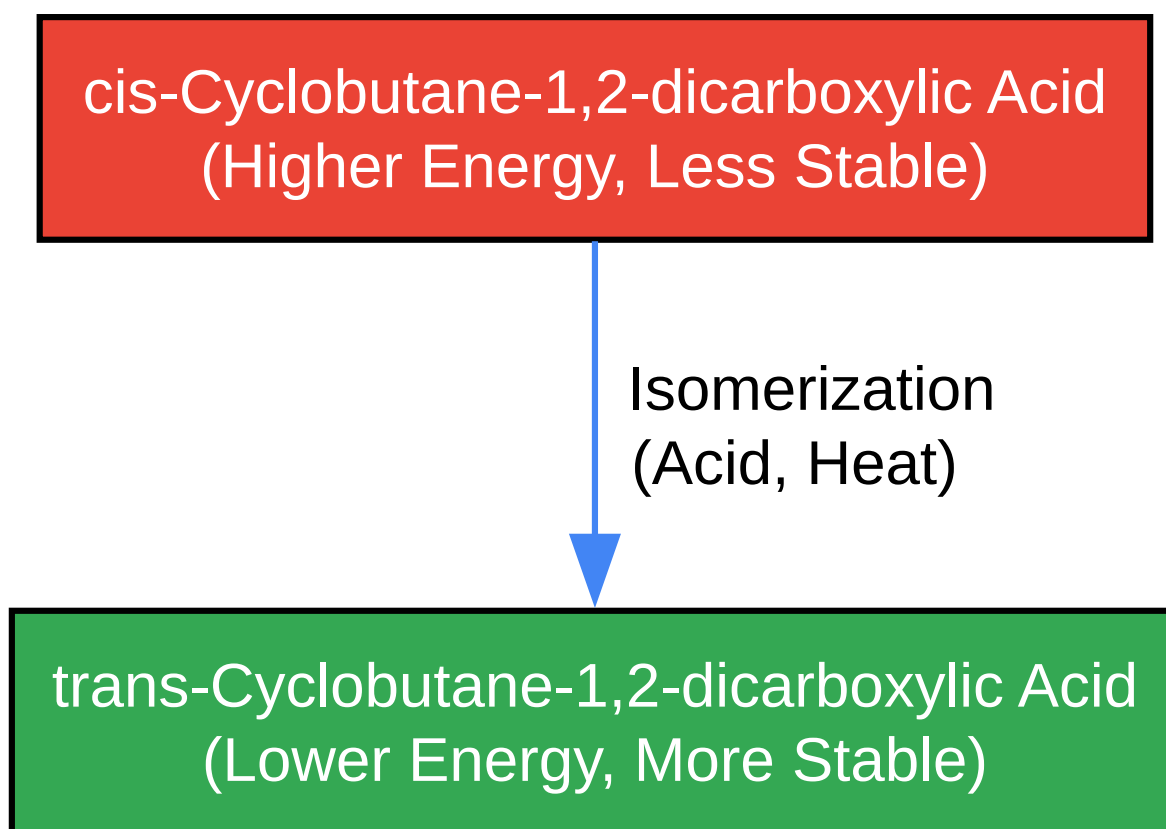 cis-Cyclobutane-1,2-dicarboxylic Acid
(Higher Energy, Less Stable)
Isomerization
(Acid, Heat)
trans-Cyclobutane-1,2-dicarboxylic Acid
(Lower Energy, More Stable)